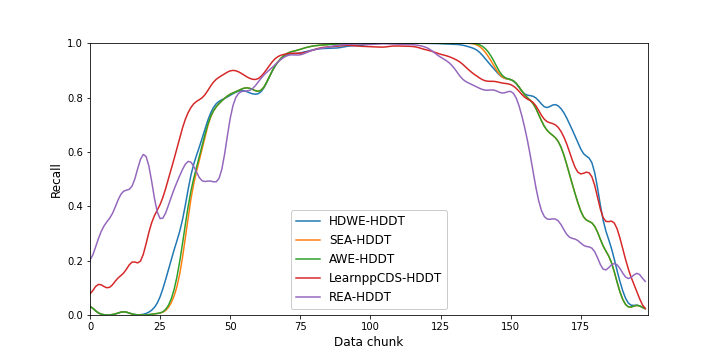 1.0
0.8
0.6
0.4
0.2
0.0
Recall
HDWE-HDDT
SEA-HDDT
AWE-HDDT
LearnppCDS-HDDT
REA-HDDT
0 25 50 75 100 125 150 175
Data chunk